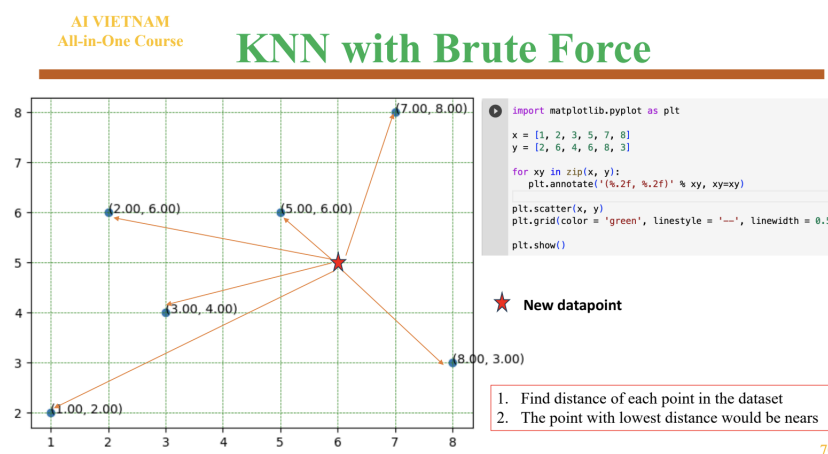 AI VIETNAM
All-in-One Course
KNN with Brute Force
8
7
6
5
4
3
2
1 2 3 4 5 6 7 8
(7.00, 8.00)
(2.00, 6.00)
(5.00, 6.00)
(3.00, 4.00)
(8.00, 3.00)
(1.00, 2.00)
import matplotlib.pyplot as plt
x = [1, 2, 3, 5, 7, 8]
y = [2, 6, 4, 6, 8, 3]
for xy in zip(x, y):
plt.annotate('(%.2f, %.2f)' % xy, xy=xy)
plt.scatter(x, y)
plt.grid(color = 'green', linestyle = '--', linewidth = 0.5
plt.show()
New datapoint
1. Find distance of each point in the dataset
2. The point with lowest distance would be nears
7